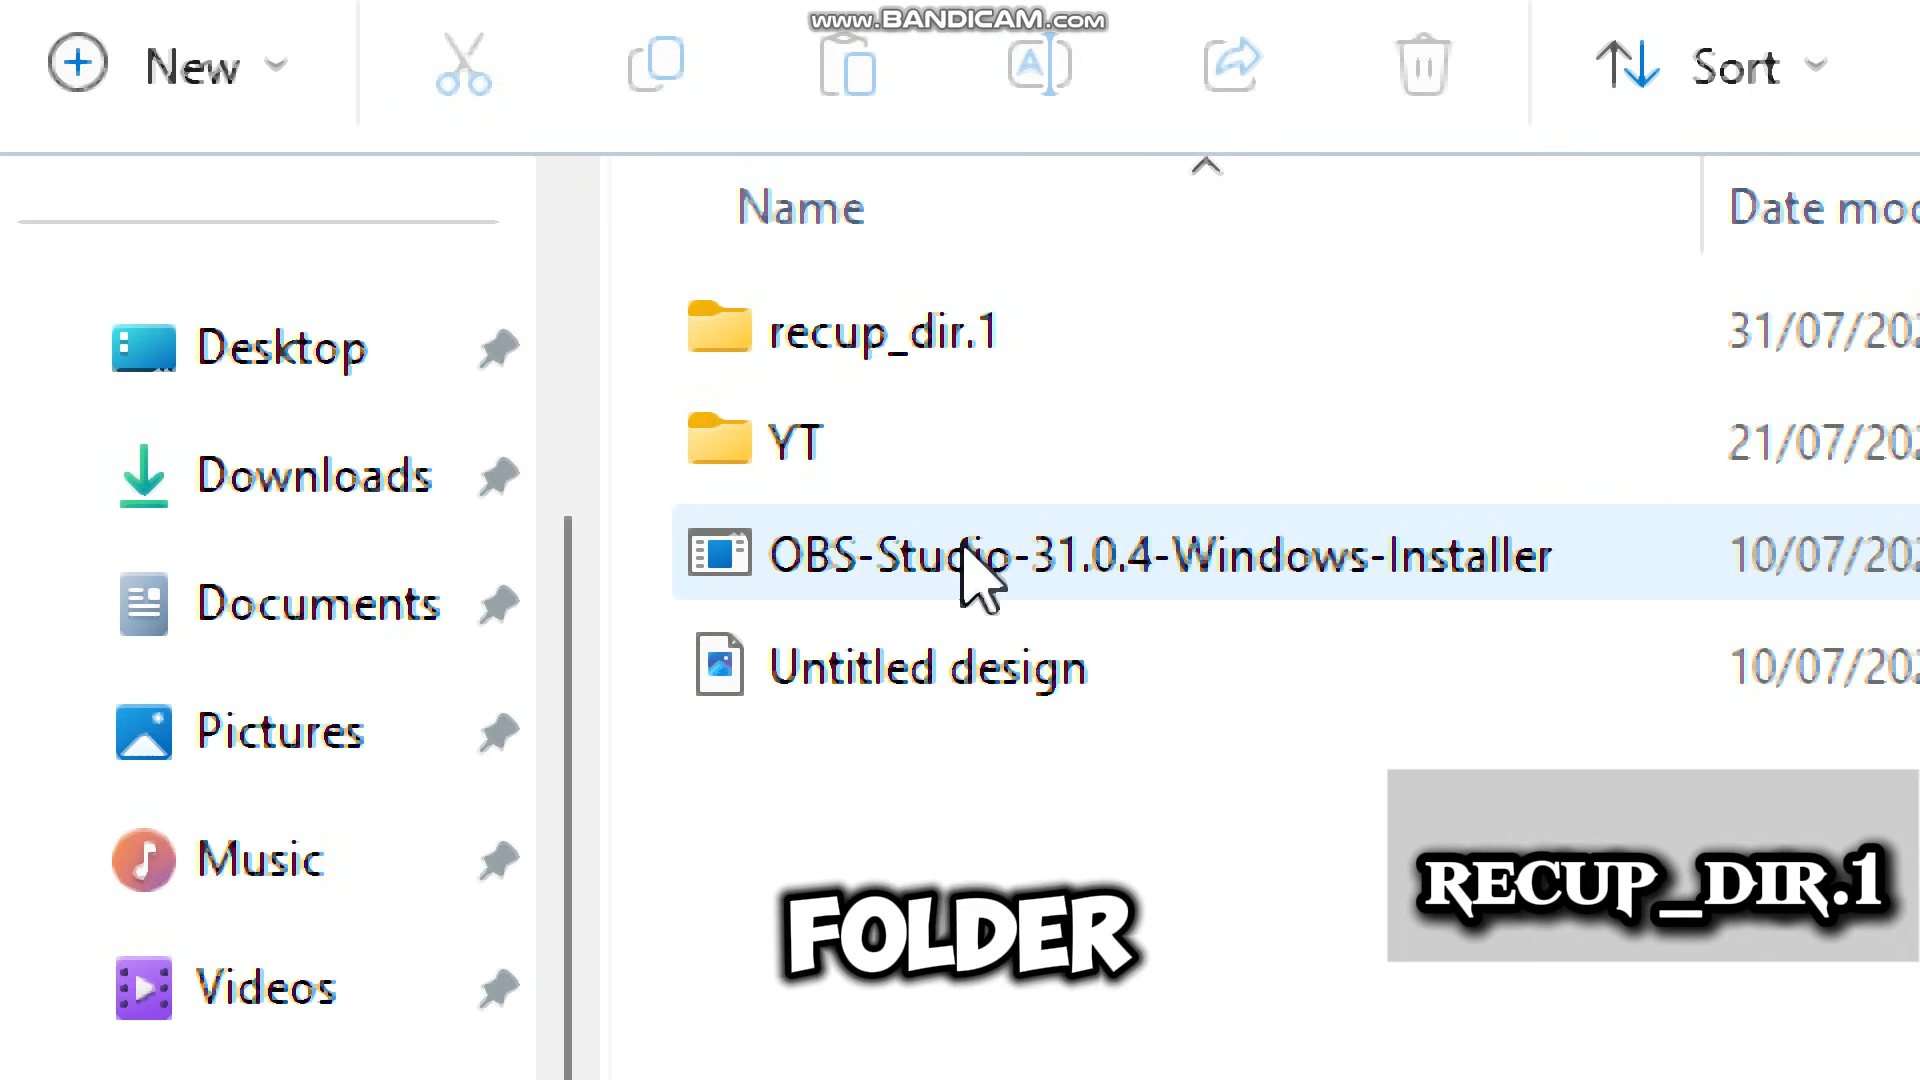 www.BANDICAM.com
New
Sort
Name
Date mod
recup_dir.1
31/07/202
YT
21/07/202
OBS-Studio-31.0.4-Windows-Installer
10/07/202
Untitled design
10/07/202
Desktop
Downloads
Documents
Pictures
Music
Videos
FOLDER
RECUP_DIR.1